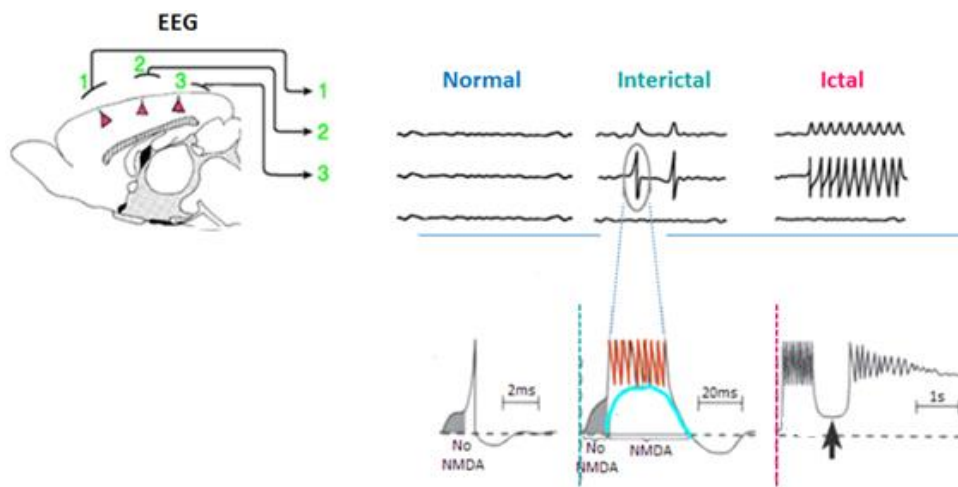 EEG
1
2
3
1
2
3
Normal
Interictal
Ictal
2ms
No
NMDA
20ms
No
NMDA
NMDA
1s